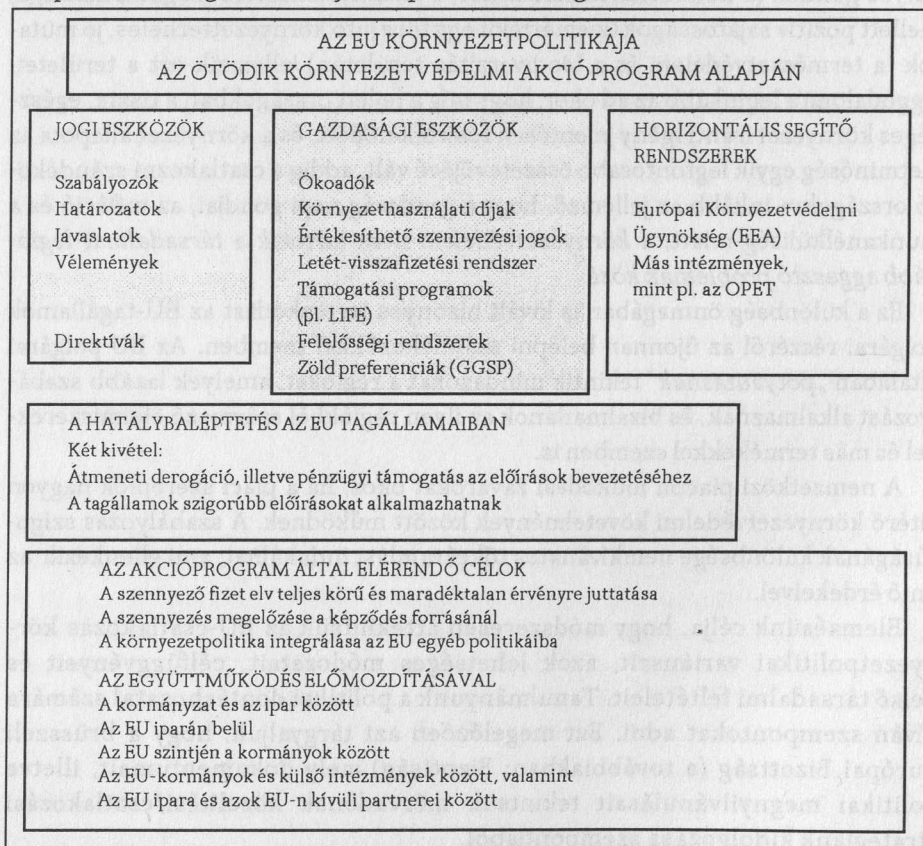 AZ EU KÖRNYEZETPOLITIKÁJA
AZ ÖTÖDIK KÖRNYEZETVÉDELMI AKCIÓPROGRAM ALAPJÁN
JOGI ESZKÖZÖK
Szabályozók
Határozatok
Javaslatok
Vélemények
Direktívák
GAZDASÁGI ESZKÖZÖK
Ökoadók
Környezethasználati díjak
Értékesíthető szennyezési jogok
Letét-visszafizetési rendszer
Támogatási programok
(pl. LIFE)
Felelősségi rendszerek
Zöld preferenciák (GGSP)
HORIZONTÁLIS SEGÍTŐ
RENDSZEREK
Európai Környezetvédelmi
Ügynökség (EEA)
Más intézmények,
mint pl. az OPET
A HATÁLYBALÉPTETÉS AZ EU TAGÁLLAMAIBAN
Két kivétel:
Átmeneti derogáció, illetve pénzügyi támogatás az előírások bevezetéséhez
A tagállamok szigorúbb előírásokat alkalmazhatnak
AZ AKCIÓPROGRAM ÁLTAL ELÉRENDŐ CÉLOK
A szennyező fizet elv teljes körű és maradéktalan érvényre juttatása
A szennyezés megelőzése a képződés forrásánál
A környezetpolitika integrálása az EU egyéb politikáiba
AZ EGYÜTTMŰKÖDÉS ELŐMOZDÍTÁSÁVAL
A kormányzat és az ipar között
Az EU iparán belül
Az EU szintjén a kormányok között
Az EU-kormányok és külső intézmények között, valamint
Az EU ipara és azok EU-n kívüli partnerei között